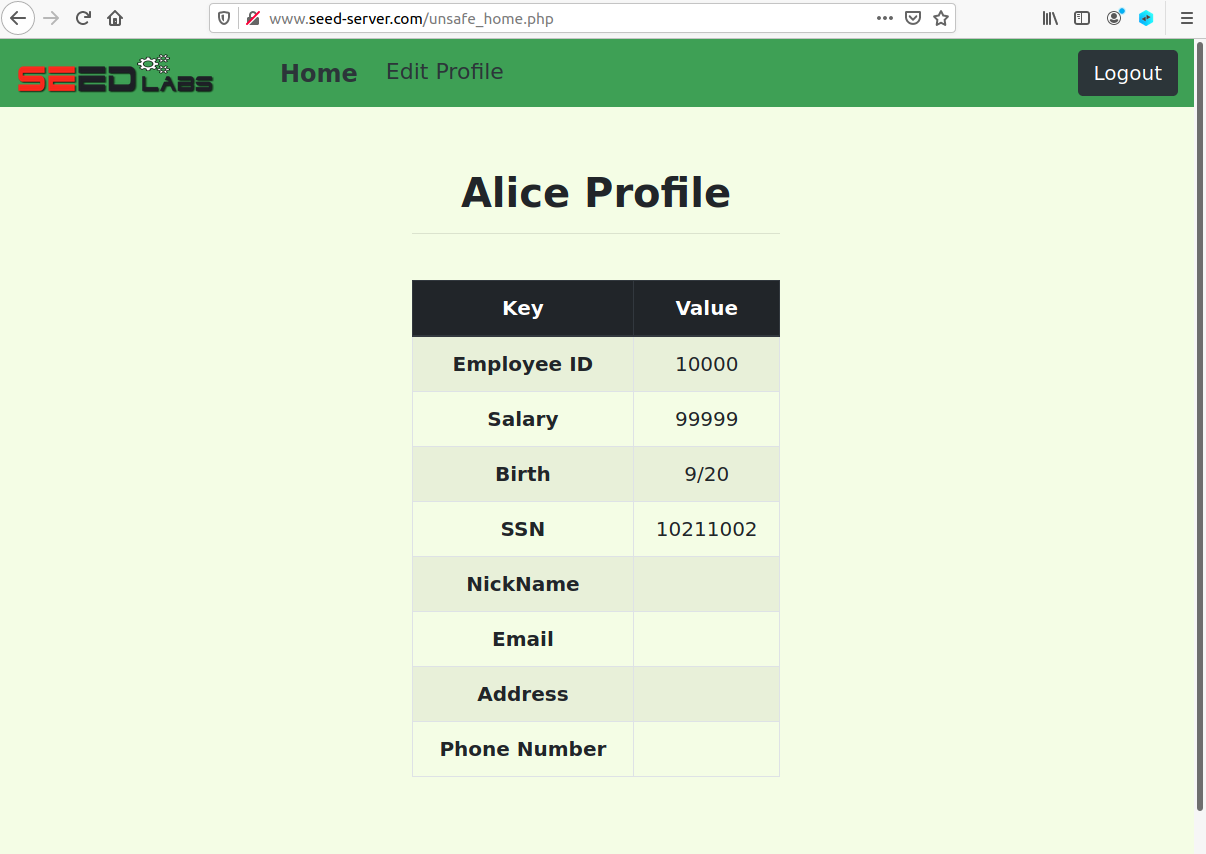 www.seed-server.com/unsafe_home.php
SEED LABS Home Edit Profile Logout
Alice Profile
Key Value
Employee ID 10000
Salary 99999
Birth 9/20
SSN 10211002
NickName
Email
Address
Phone Number